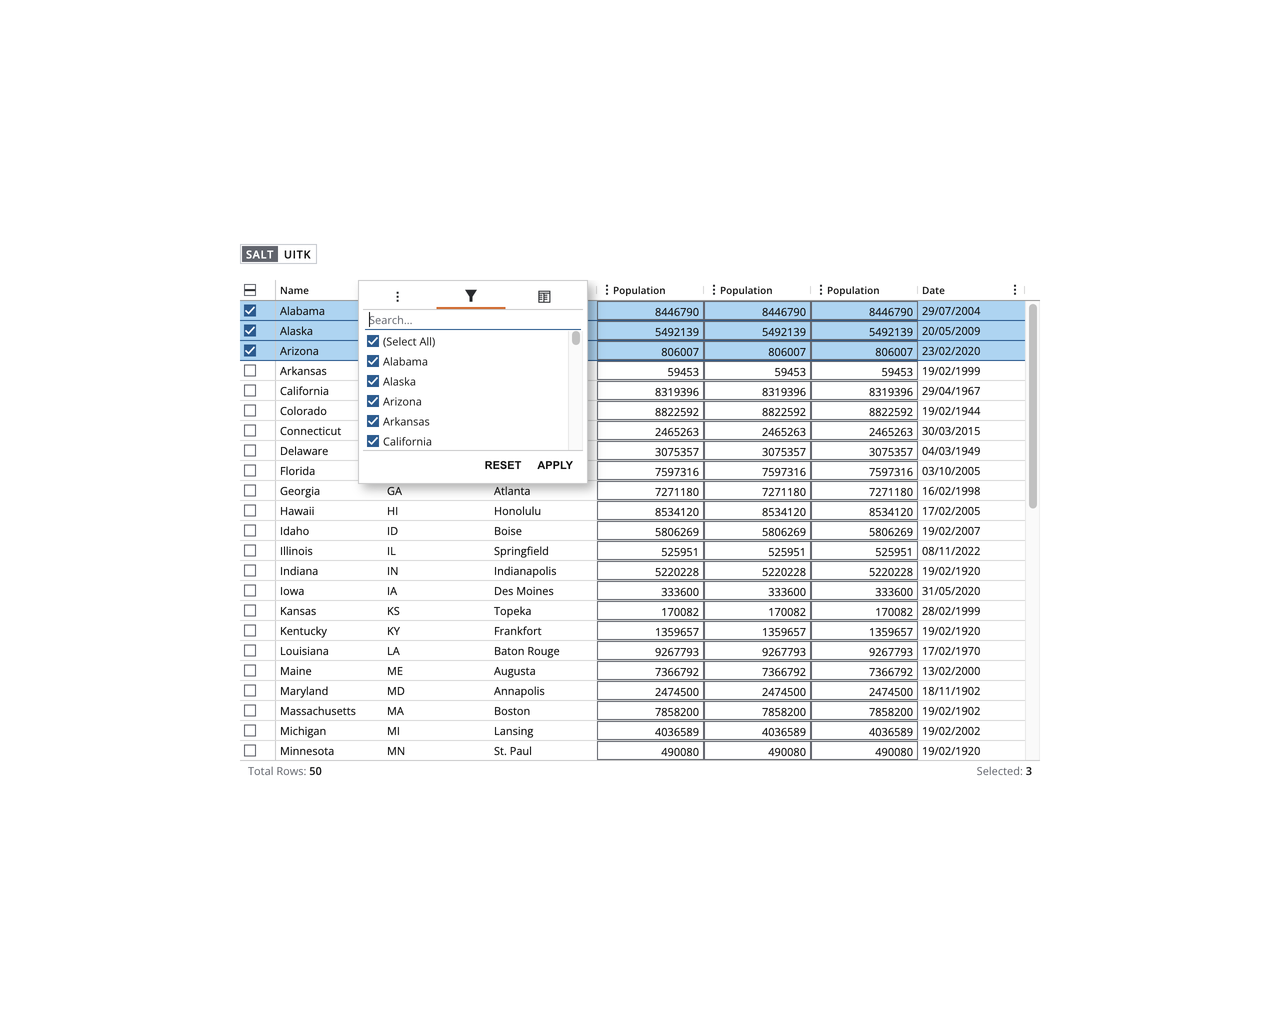 SALT UITK
Name Population Population Population Date
Search...
(Select All)
Alabama
Alaska
Arizona
Arkansas
California
RESET APPLY
Alabama 8446790 8446790 8446790 29/07/2004
Alaska 5492139 5492139 5492139 20/05/2009
Arizona 806007 806007 806007 23/02/2020
Arkansas 59453 59453 59453 19/02/1999
California 8319396 8319396 8319396 29/04/1967
Colorado 8822592 8822592 8822592 19/02/1944
Connecticut 2465263 2465263 2465263 30/03/2015
Delaware 3075357 3075357 3075357 04/03/1949
Florida 7597316 7597316 7597316 03/10/2005
Georgia GA Atlanta 7271180 7271180 7271180 16/02/1998
Hawaii HI Honolulu 8534120 8534120 8534120 17/02/2005
Idaho ID Boise 5806269 5806269 5806269 19/02/2007
Illinois IL Springfield 525951 525951 525951 08/11/2022
Indiana IN Indianapolis 5220228 5220228 5220228 19/02/1920
Iowa IA Des Moines 333600 333600 333600 31/05/2020
Kansas KS Topeka 170082 170082 170082 28/02/1999
Kentucky KY Frankfort 1359657 1359657 1359657 19/02/1920
Louisiana LA Baton Rouge 9267793 9267793 9267793 17/02/1970
Maine ME Augusta 7366792 7366792 7366792 13/02/2000
Maryland MD Annapolis 2474500 2474500 2474500 18/11/1902
Massachusetts MA Boston 7858200 7858200 7858200 19/02/1902
Michigan MI Lansing 4036589 4036589 4036589 19/02/2002
Minnesota MN St. Paul 490080 490080 490080 19/02/1920
Total Rows: 50 Selected: 3